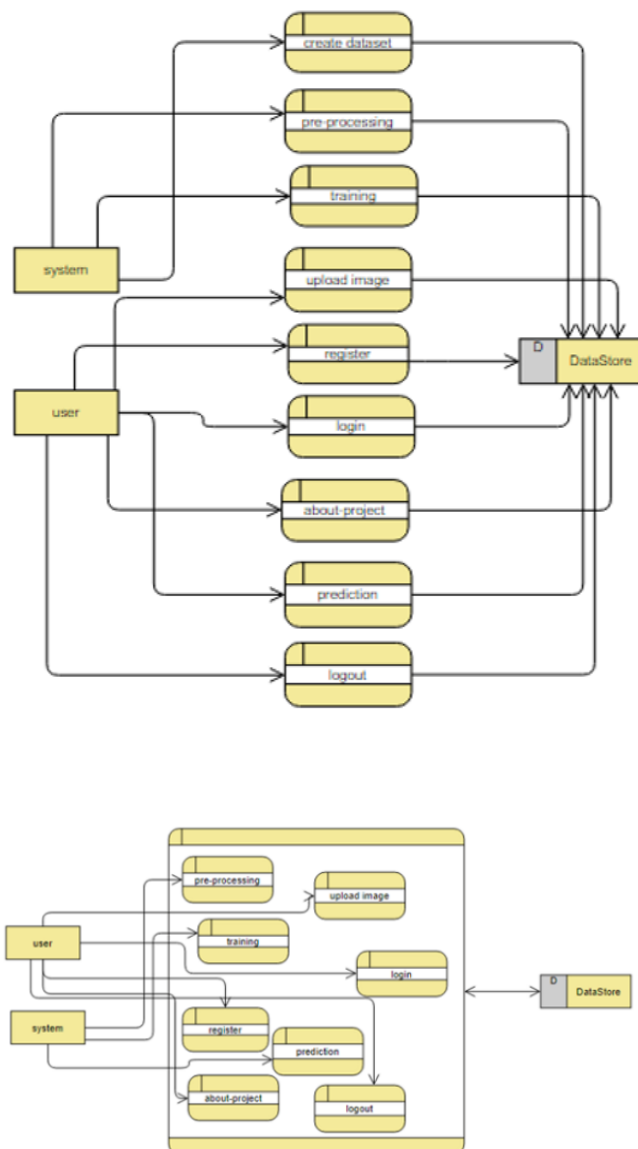 create dataset
pre-processing
training
system
upload image
register
D
DataStore
user
login
about-project
prediction
logout
pre-processing
upload image
training
user
login
D
DataStore
system
register
prediction
about-project
logout